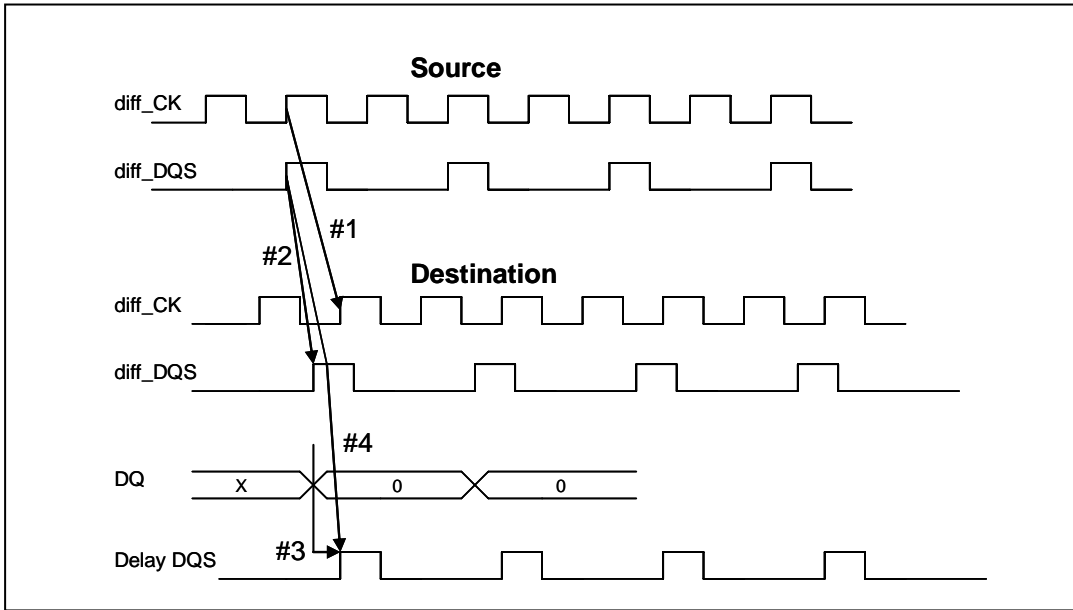 Source
diff_CK
diff_DQS
#1
#2
Destination
diff_CK
diff_DQS
#4
DQ
X 0 0
#3
Delay DQS